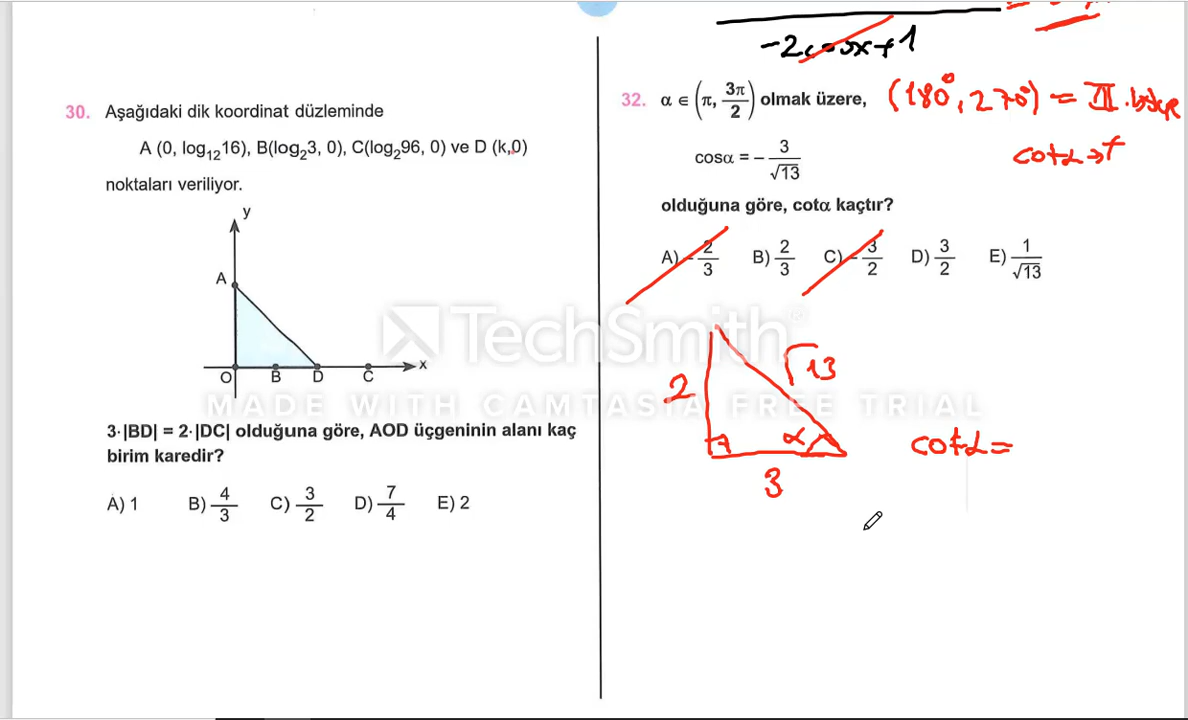 -2cosx+1
30. Aşağıdaki dik koordinat düzleminde
A (0, log₁₂16), B(log₂3, 0), C(log₂96, 0) ve D (k,0)
noktaları veriliyor.
y
A
O B D C x
3·|BD| = 2·|DC| olduğuna göre, AOD üçgeninin alanı kaç
birim karedir?
A) 1 B) 4/3 C) 3/2 D) 7/4 E) 2
32. α ∈ (π, 3π/2) olmak üzere, (180°, 270°) = III. bölge
cosα = - 3/√13
cotα → +
olduğuna göre, cotα kaçtır?
A) - 2/3 B) 2/3 C) - 3/2 D) 3/2 E) 1/√13
TechSmith®
MADE WITH CAMTASIA FREE TRIAL
2 √13
α
3
cotα =